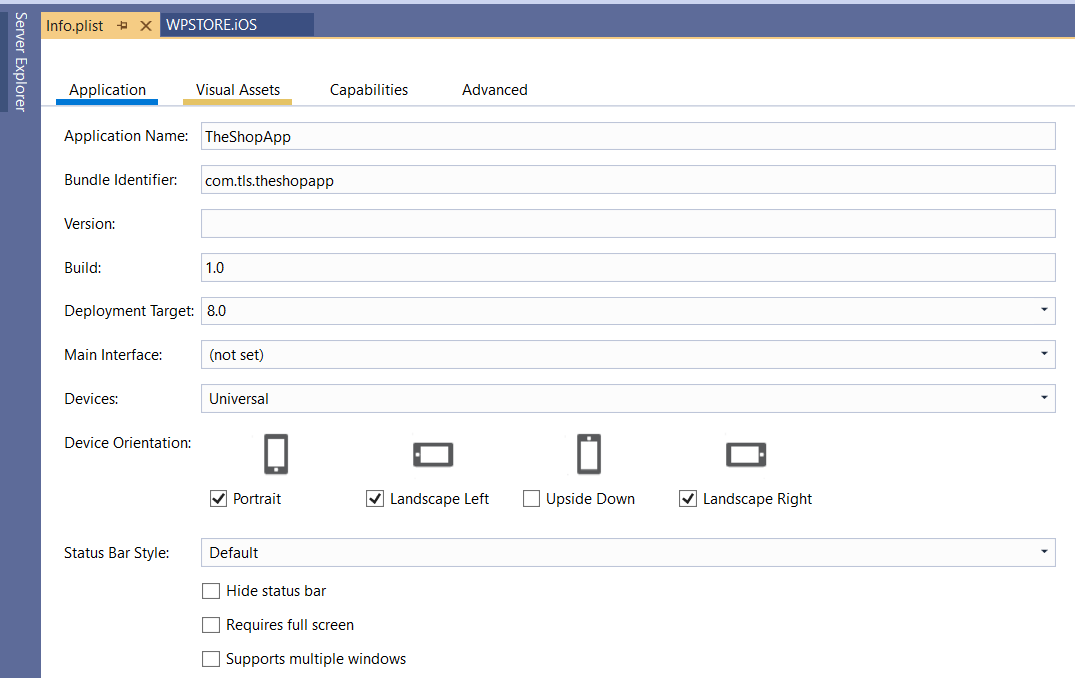 Server Explorer
Info.plist WPSTORE.iOS
Application Visual Assets Capabilities Advanced
Application Name: TheShopApp
Bundle Identifier: com.tls.theshopapp
Version:
Build: 1.0
Deployment Target: 8.0
Main Interface: (not set)
Devices: Universal
Device Orientation:
Portrait Landscape Left Upside Down Landscape Right
Status Bar Style: Default
Hide status bar
Requires full screen
Supports multiple windows